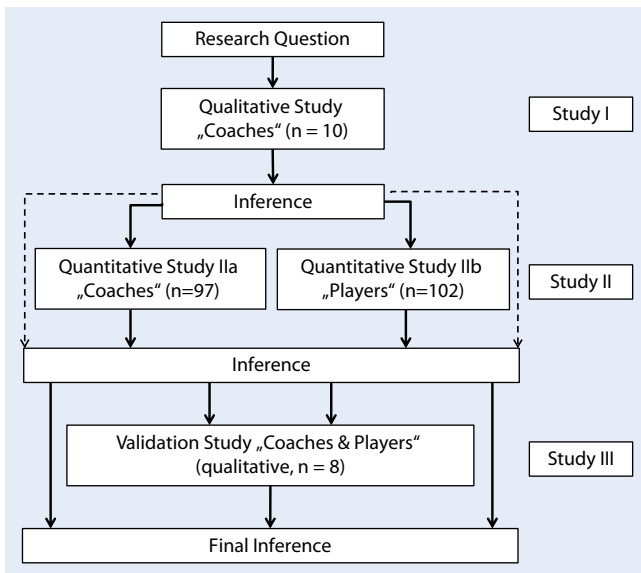 Research Question
Qualitative Study
„Coaches“ (n = 10)
Study I
Inference
Quantitative Study IIa
„Coaches“ (n=97)
Quantitative Study IIb
„Players“ (n=102)
Study II
Inference
Validation Study „Coaches & Players“
(qualitative, n = 8)
Study III
Final Inference